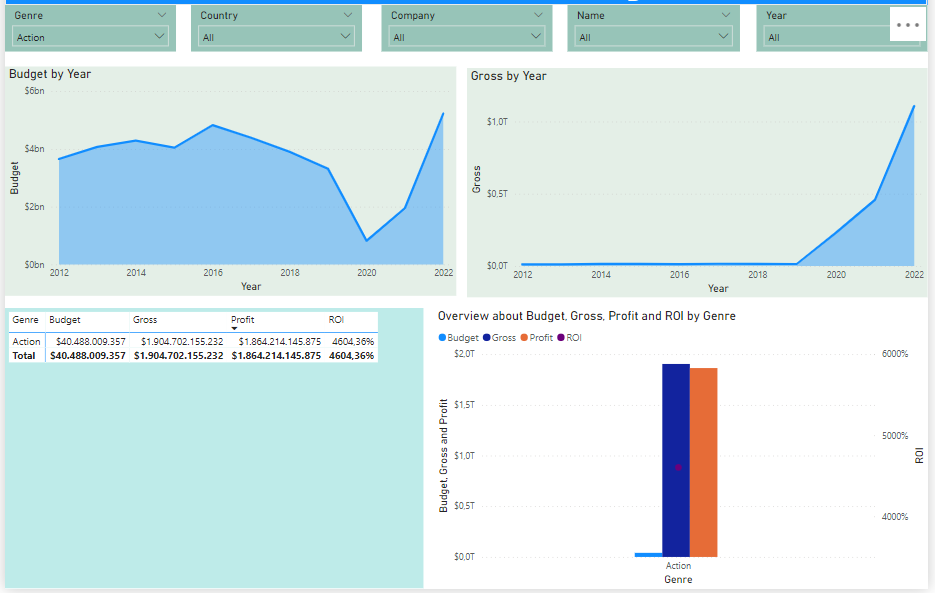 Genre Country Company Name Year
Action All All All All
Budget by Year
$6bn
$4bn
$2bn
$0bn
Budget
2012 2014 2016 2018 2020 2022
Year
Gross by Year
$1,0T
$0,5T
$0,0T
Gross
2012 2014 2016 2018 2020 2022
Year
Genre Budget Gross Profit ROI
Action $40.488.009.357 $1.904.702.155.232 $1.864.214.145.875 4604,36%
Total $40.488.009.357 $1.904.702.155.232 $1.864.214.145.875 4604,36%
Overview about Budget, Gross, Profit and ROI by Genre
Budget Gross Profit ROI
$2,0T
$1,5T
$1,0T
$0,5T
$0,0T
Budget, Gross and Profit
6000%
5000%
4000%
ROI
Action
Genre